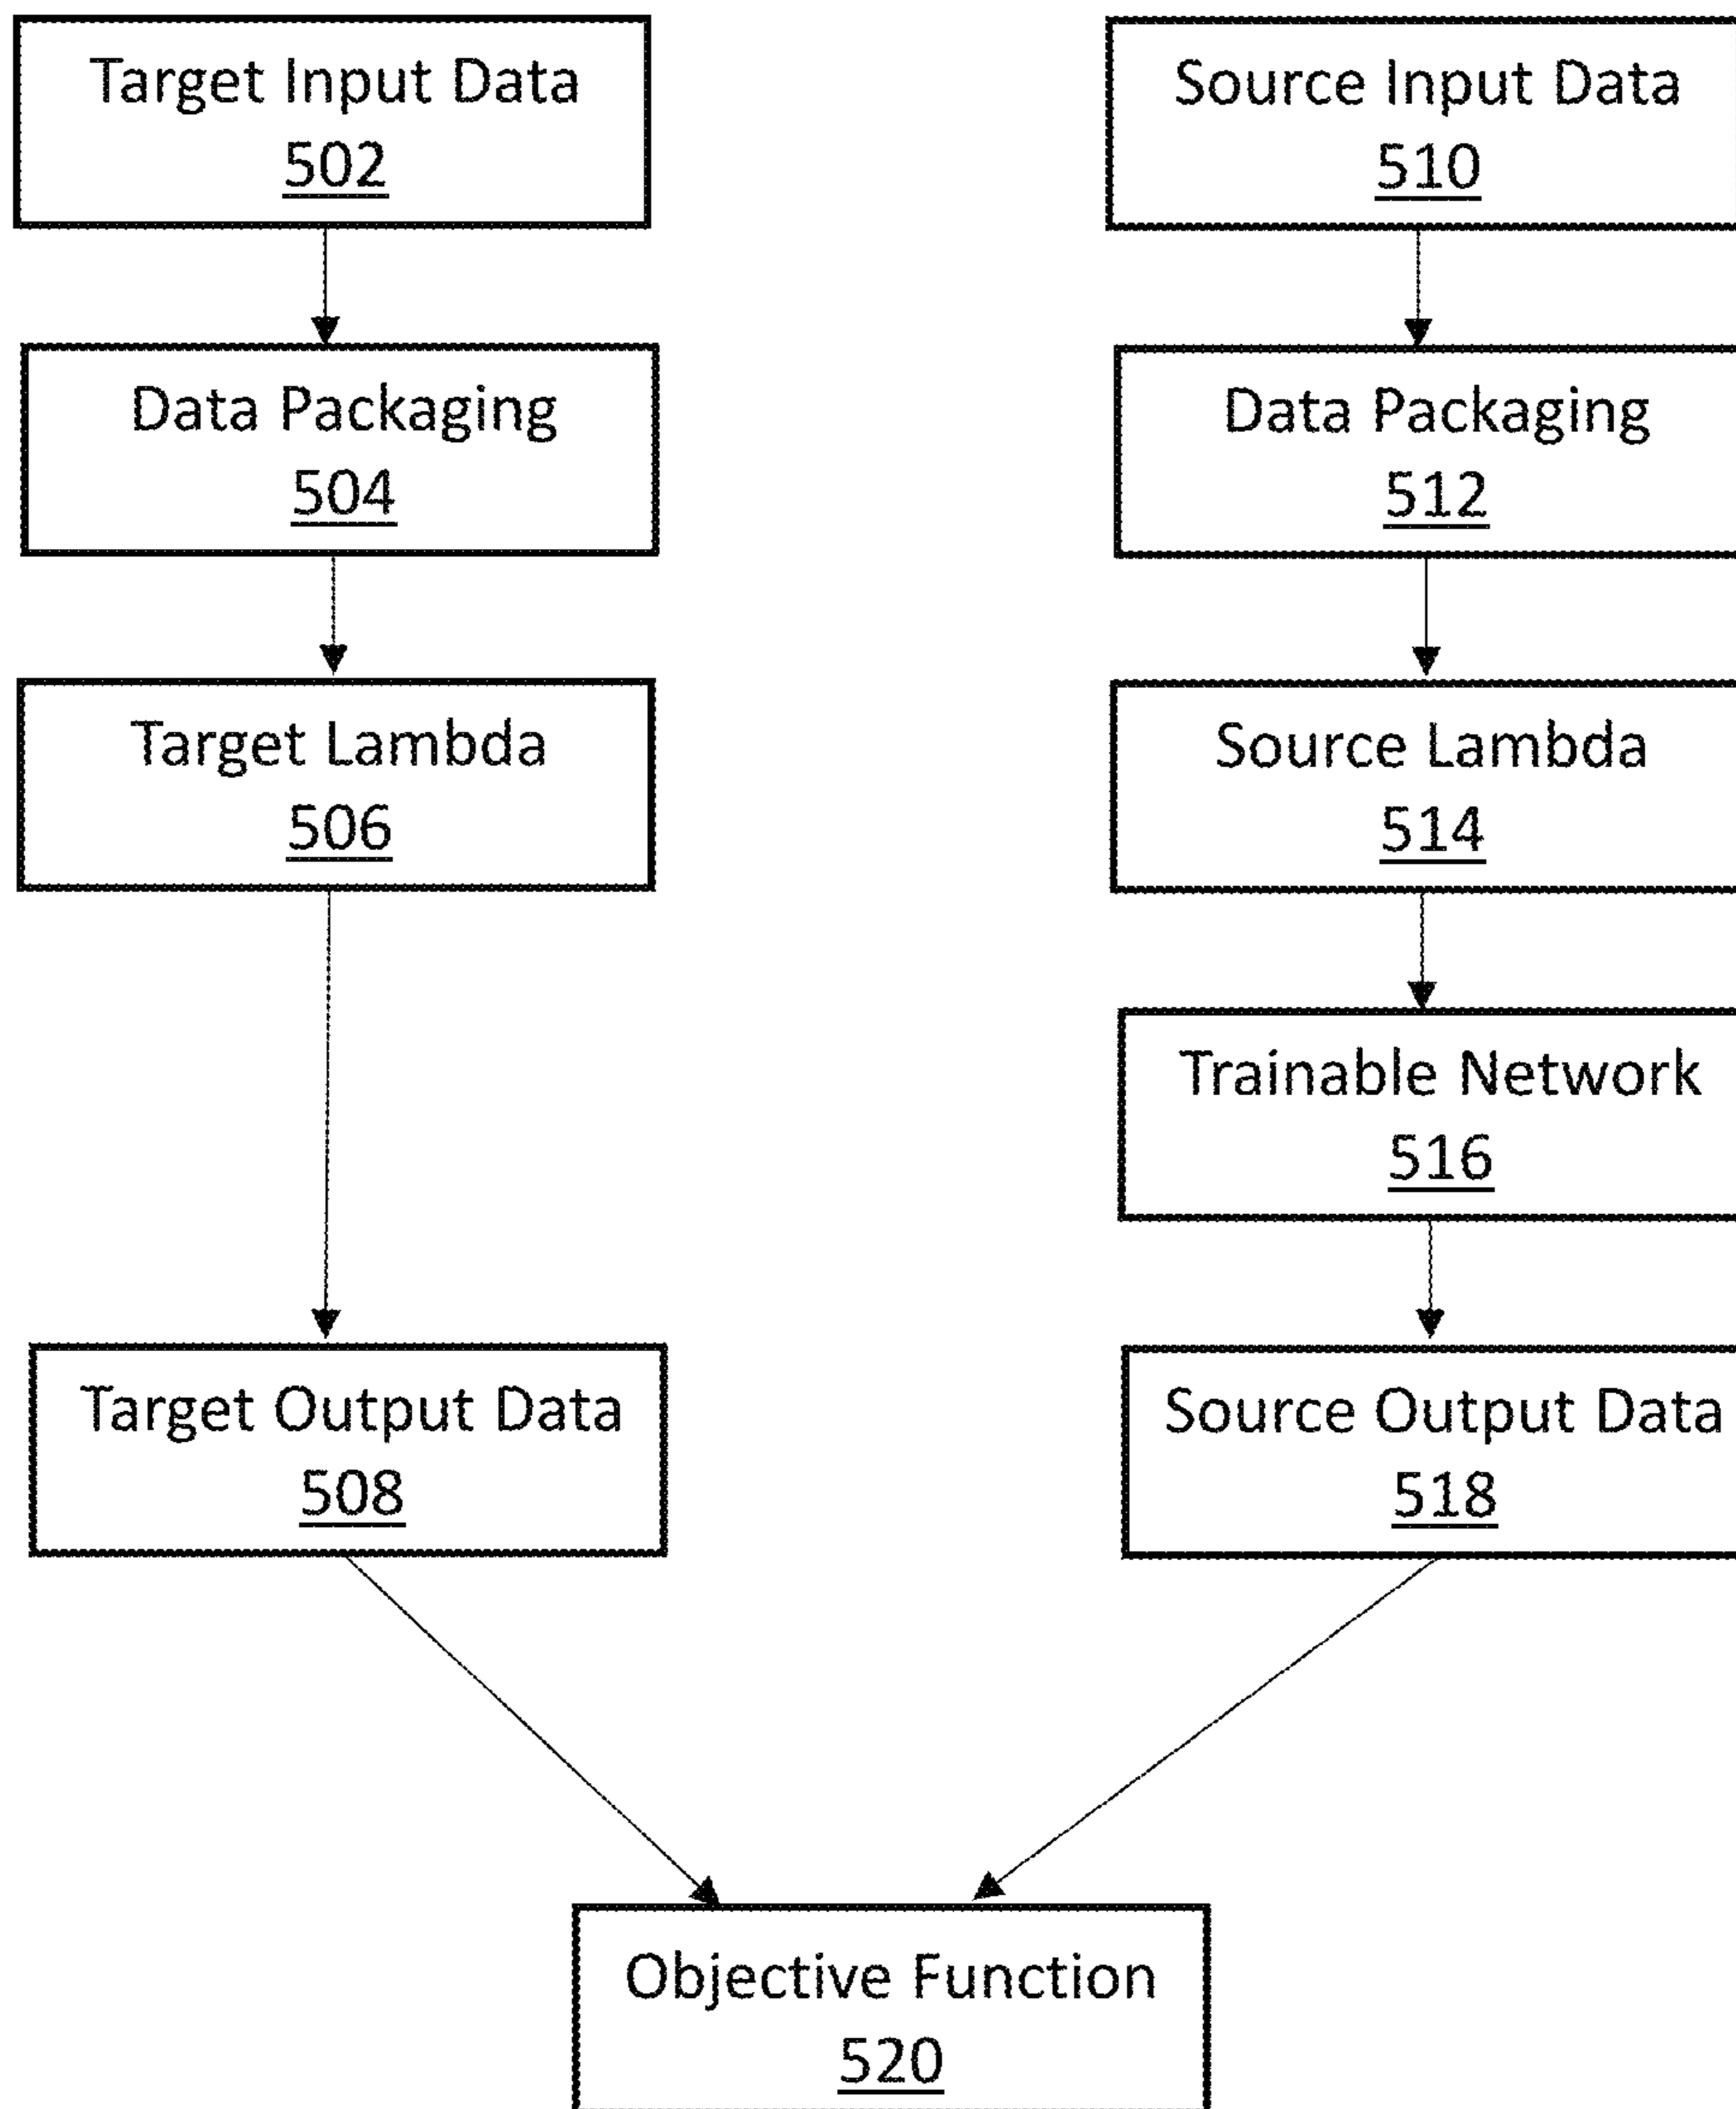 Target Input Data
502
Data Packaging
504
Target Lambda
506
Target Output Data
508
Source Input Data
510
Data Packaging
512
Source Lambda
514
Trainable Network
516
Source Output Data
518
Objective Function
520